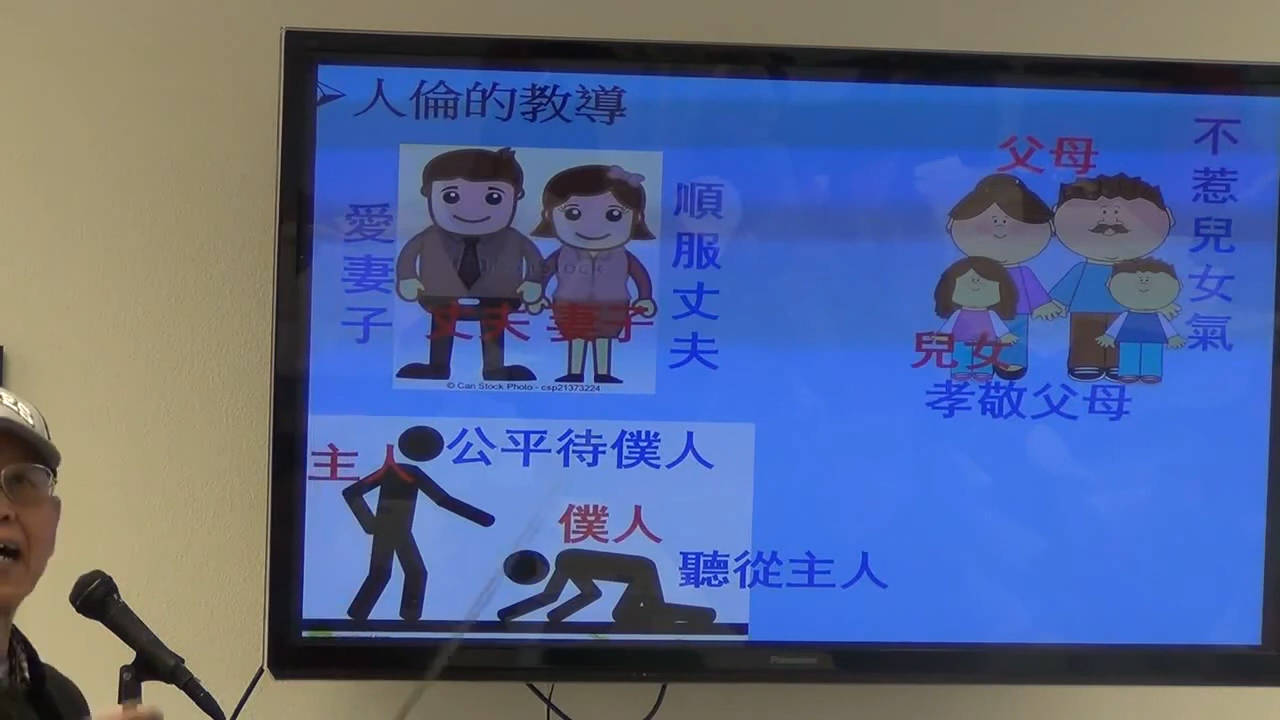 人倫的教導
愛妻子
丈夫 妻子
順服丈夫
© Can Stock Photo - csp21373224
父母
不惹兒女氣
兒女
孝敬父母
主人
公平待僕人
僕人
聽從主人
Panasonic